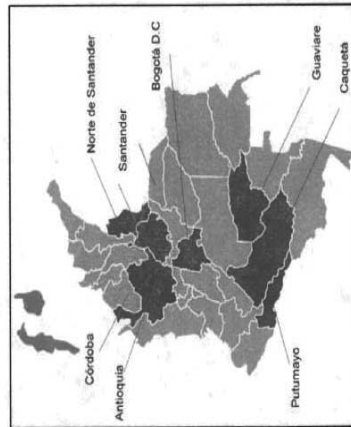 Norte de Santander
Santander
Bogotá D.C
Guaviare
Caquetá
Córdoba
Antioquia
Putumayo